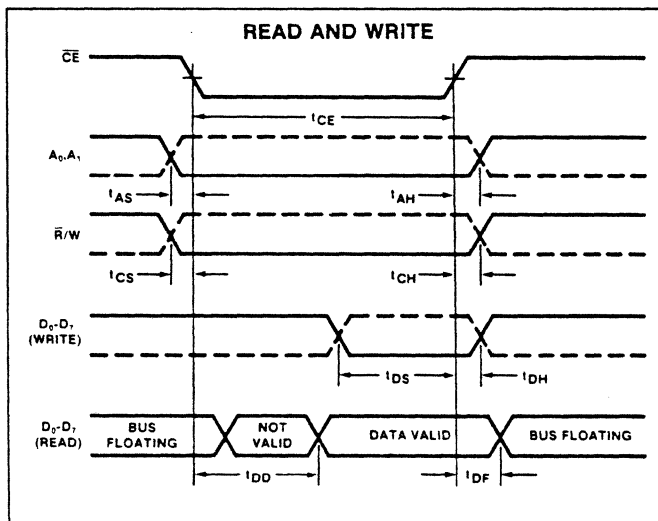 READ AND WRITE
CE
tCE
A0,A1
tAS
tAH
R/W
tCS
tCH
D0-D7
(WRITE)
tDS
tDH
D0-D7
(READ)
BUS
FLOATING
NOT
VALID
DATA VALID
BUS FLOATING
tDD
tDF